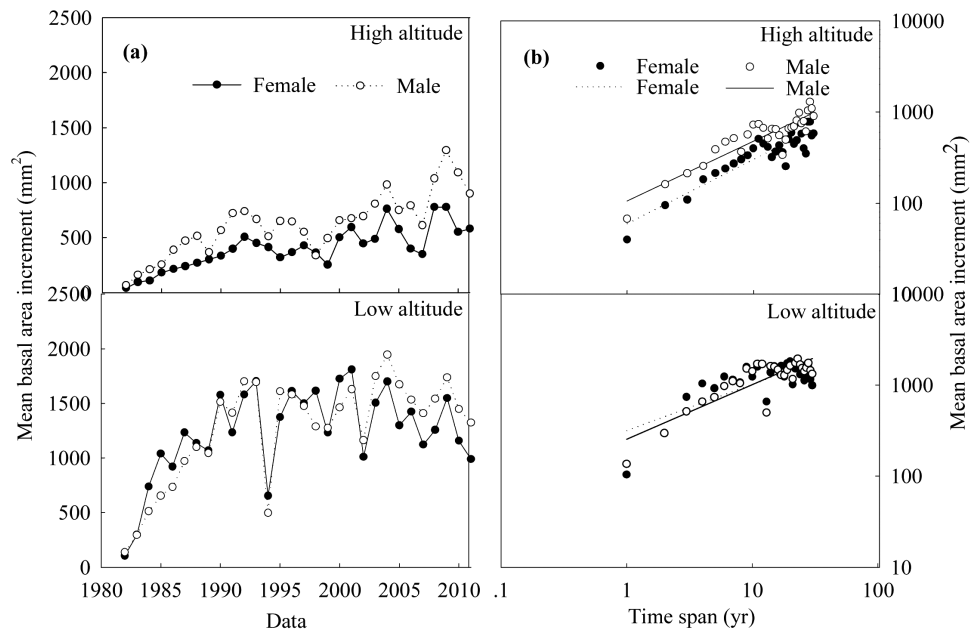 Mean basal area increment (mm2)
2500
2000
1500
1000
500
0
(a)
High altitude
Female
Male
2500
2000
1500
1000
500
0
Low altitude
1980
1985
1990
1995
2000
2005
2010
Data
(b)
High altitude
Female
Male
Female
Male
10000
1000
100
10
Low altitude
10000
1000
100
10
.1
1
10
100
Time span (yr)
Mean basal area increment (mm2)